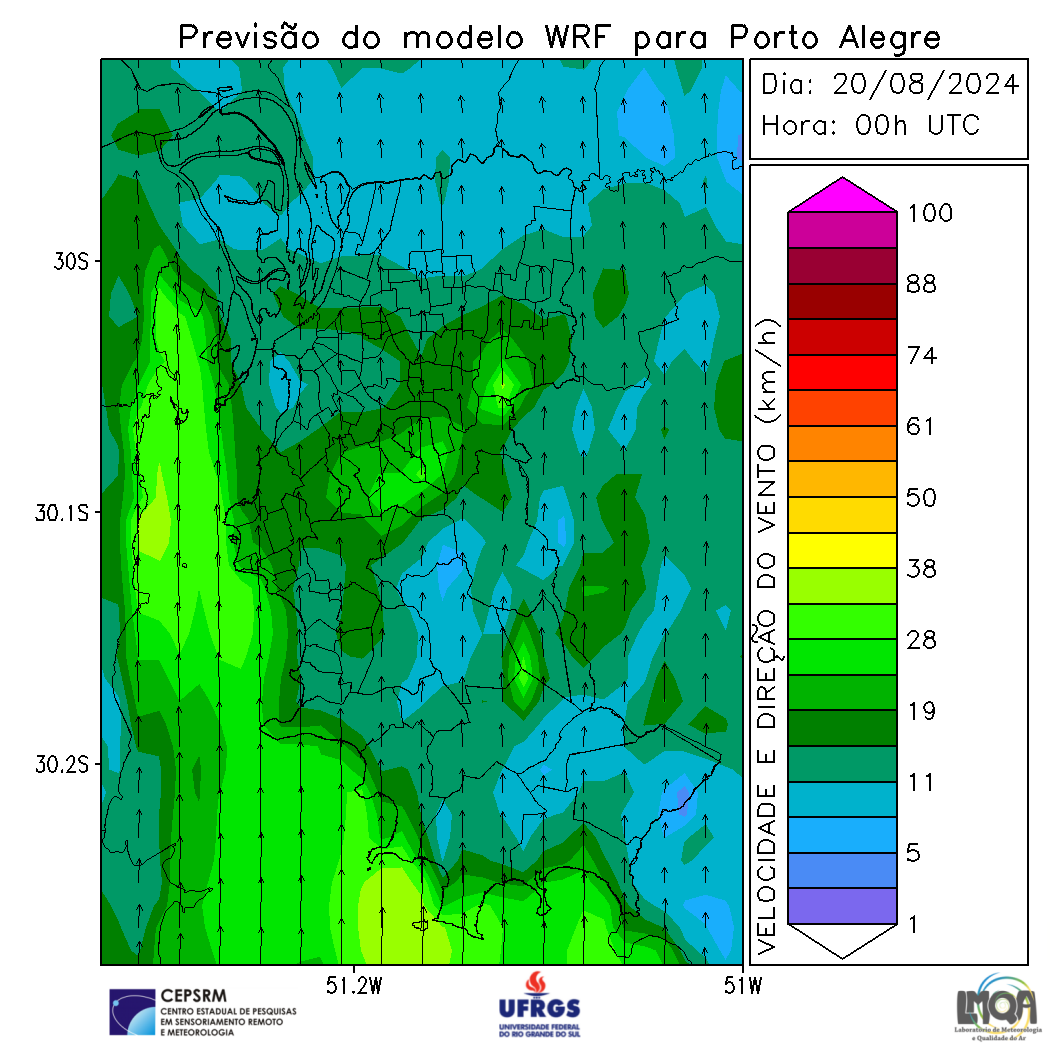 Previsão do modelo WRF para Porto Alegre
Dia: 20/08/2024
Hora: 00h UTC
100
88
74
61
50
38
28
19
11
5
1
VELOCIDADE E DIREÇÃO DO VENTO (km/h)
30S
30.1S
30.2S
51.2W
51W
CEPSRM
CENTRO ESTADUAL DE PESQUISAS
EM SENSORIAMENTO REMOTO
E METEOROLOGIA
UFRGS
UNIVERSIDADE FEDERAL
DO RIO GRANDE DO SUL
LMQA
Laboratório de Meteorologia
e Qualidade do Ar